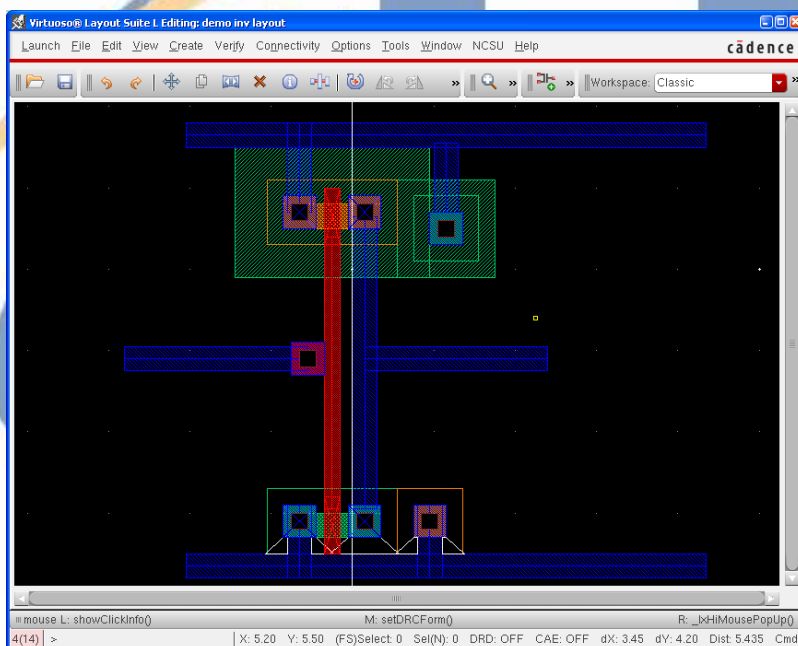 Virtuoso® Layout Suite L Editing: demo inv layout
Launch File Edit View Create Verify Connectivity Options Tools Window NCSU Help cādence
» » » Workspace: Classic »
mouse L: showClickInfo() M: setDRCForm() R: _lxHiMousePopUp()
4(14) > X: 5.20 Y: 5.50 (FS)Select: 0 Sel(N): 0 DRD: OFF CAE: OFF dX: 3.45 dY: 4.20 Dist: 5.435 Cmd